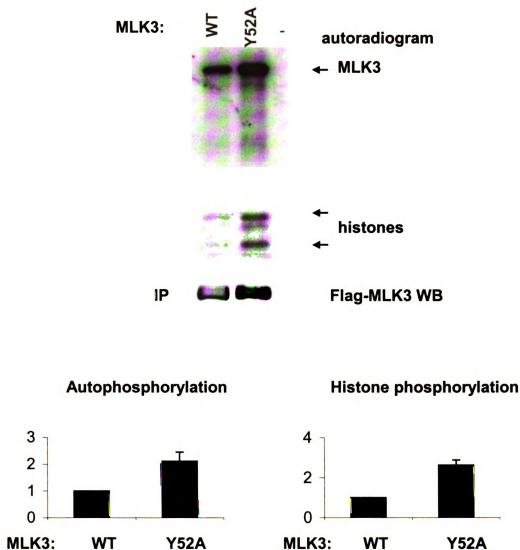 MLK3: WT Y52A -
autoradiogram
MLK3
histones
IP Flag-MLK3 WB
Autophosphorylation Histone phosphorylation
3 4
2
1 2
0 0
MLK3: WT Y52A MLK3: WT Y52A